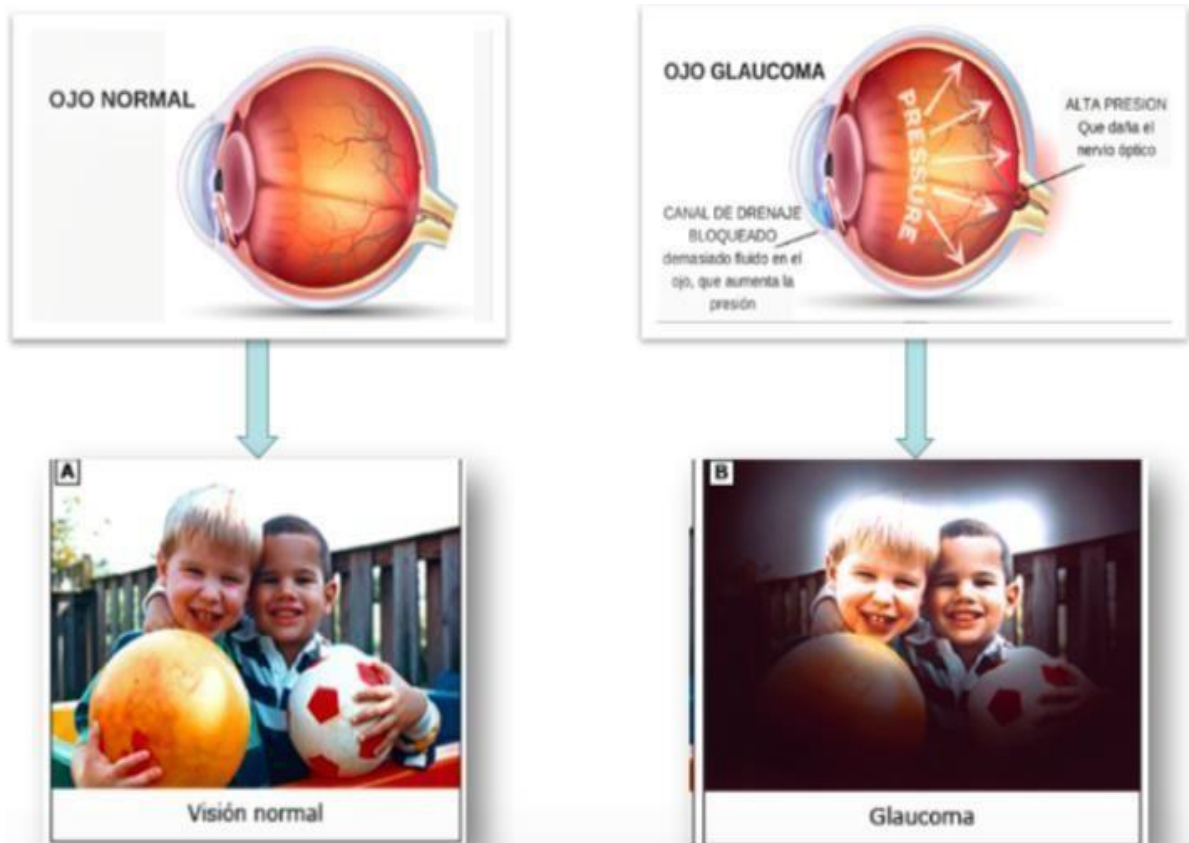 OJO NORMAL
OJO GLAUCOMA
PRESSURE
ALTA PRESION
Que daña el
nervio óptico
CANAL DE DRENAJE
BLOQUEADO
demasiado fluido en el
ojo, que aumenta la
presión
A
Visión normal
B
Glaucoma